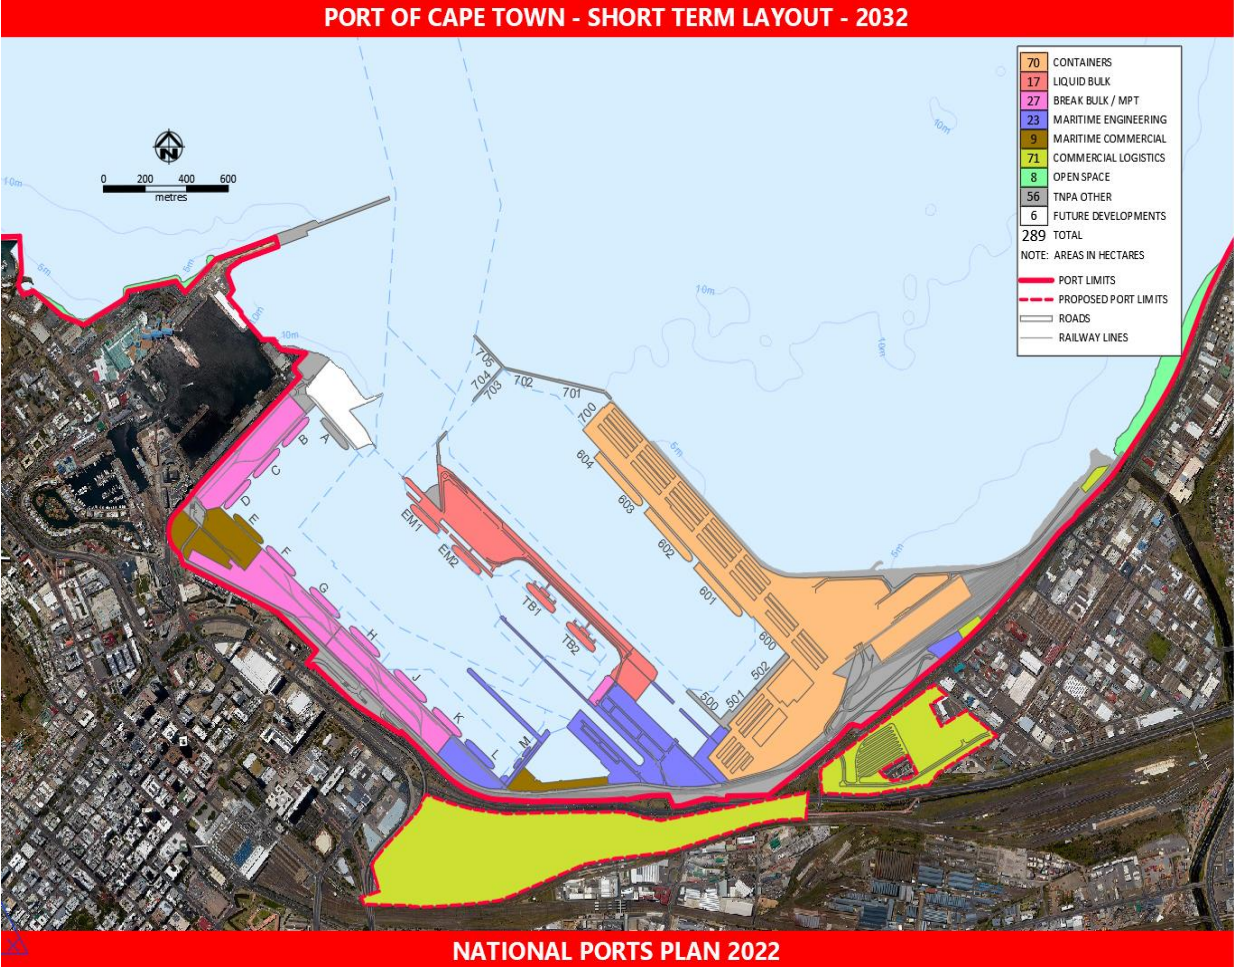 PORT OF CAPE TOWN - SHORT TERM LAYOUT - 2032
70 CONTAINERS
17 LIQUID BULK
27 BREAK BULK / MPT
23 MARITIME ENGINEERING
9 MARITIME COMMERCIAL
71 COMMERCIAL LOGISTICS
8 OPEN SPACE
56 TNPA OTHER
6 FUTURE DEVELOPMENTS
289 TOTAL
NOTE: AREAS IN HECTARES
PORT LIMITS
PROPOSED PORT LIMITS
ROADS
RAILWAY LINES
N
0 200 400 600
metres
10m
10m
5m
5m
10m
10m
10m
10m
5m
5m
705
704
703
702
701
700
604
603
602
601
600
502
501
500
A
B
C
D
E
F
G
H
J
K
L
M
EM1
EM2
TB1
TB2
NATIONAL PORTS PLAN 2022